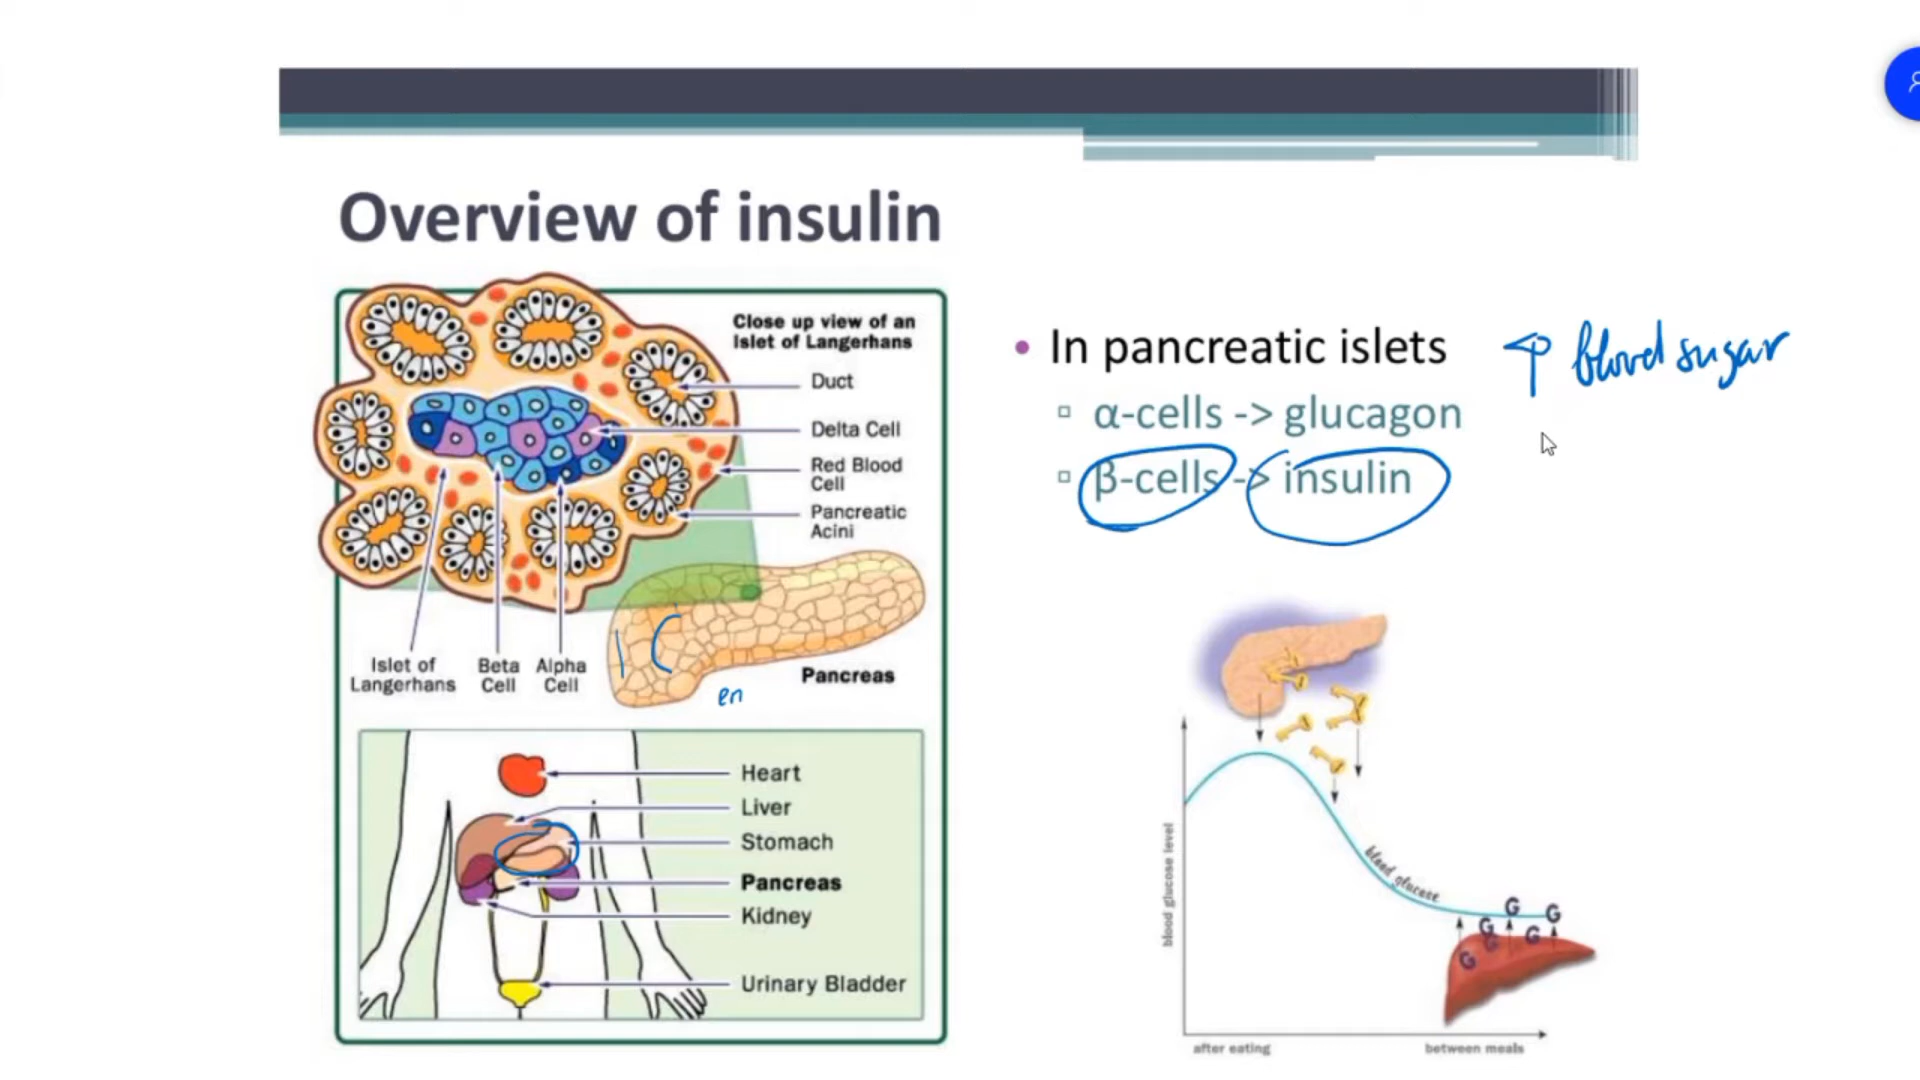 Overview of insulin
Close up view of an
Islet of Langerhans
Duct
Delta Cell
Red Blood
Cell
Pancreatic
Acini
Islet of
Langerhans
Beta
Cell
Alpha
Cell
Pancreas
en
Heart
Liver
Stomach
Pancreas
Kidney
Urinary Bladder
• In pancreatic islets
↑ blood sugar
▫ α-cells -> glucagon
▫ β-cells -> insulin
blood glucose level
blood glucose
G G
G G
G
G
after eating
between meals